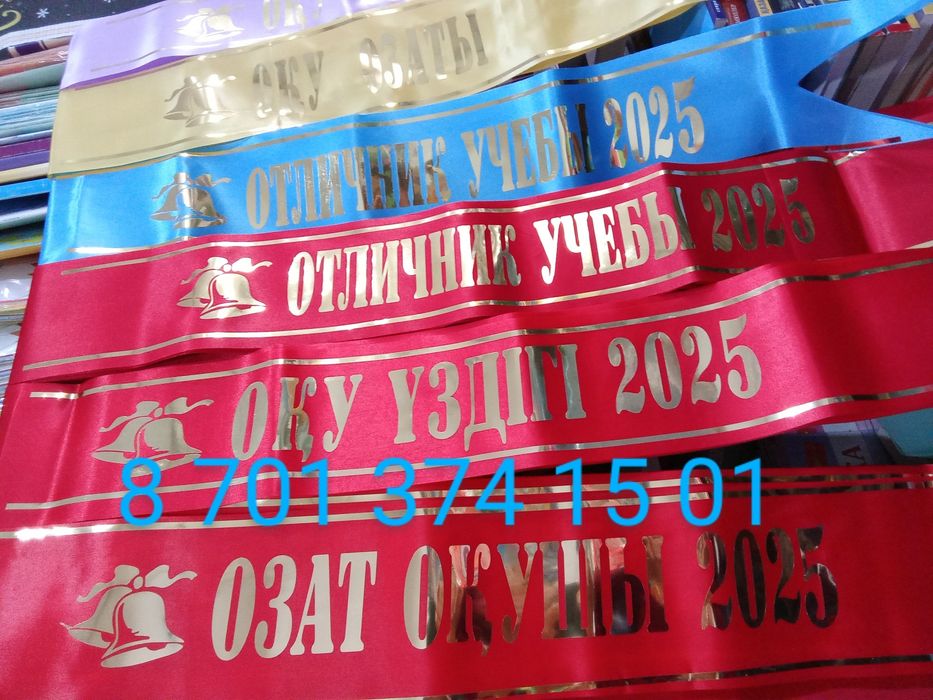 ОҚУ
ОҚУ ОЗАТЫ
ОТЛИЧНИК УЧЕБЫ 2025
ОТЛИЧНИК УЧЕБЫ 2025
ОҚУ ҮЗДІГІ 2025
8 701 374 15 01
ОЗАТ ОҚУШЫ 2025